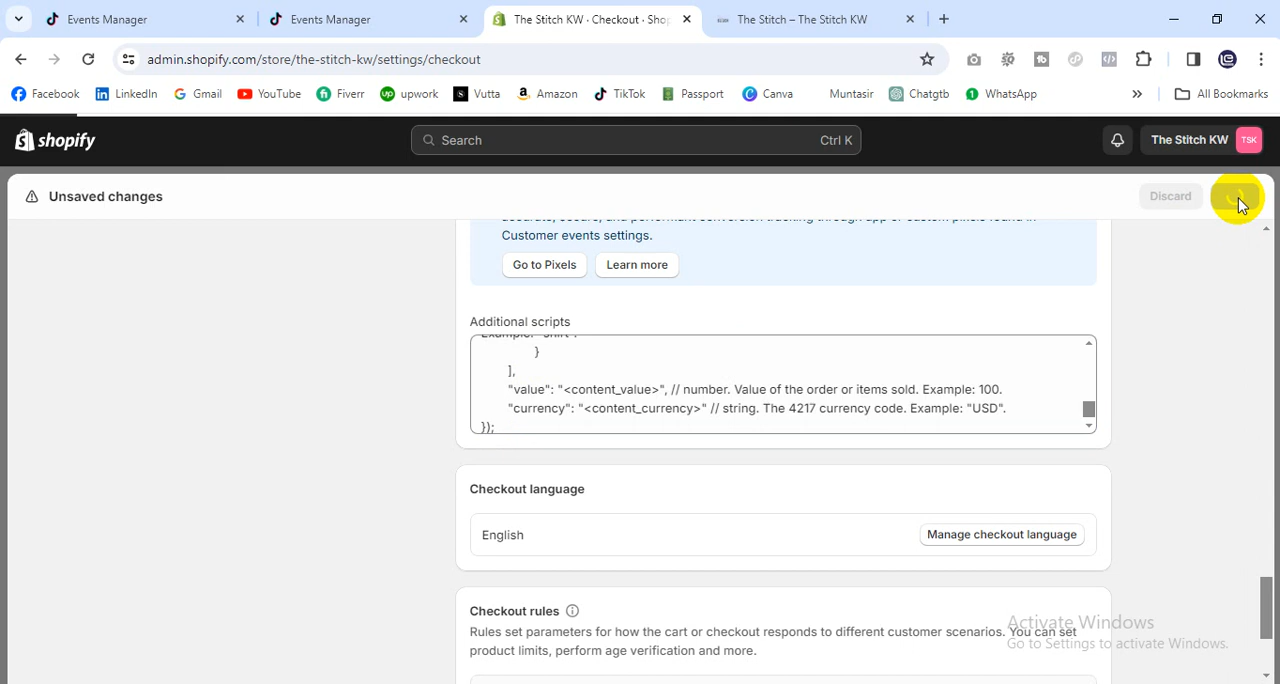 Events Manager
Events Manager
The Stitch KW · Checkout · Shop
The Stitch – The Stitch KW
admin.shopify.com/store/the-stitch-kw/settings/checkout
Facebook LinkedIn Gmail YouTube Fiverr upwork Vutta Amazon TikTok Passport Canva Muntasir Chatgtb WhatsApp » All Bookmarks
shopify
Search Ctrl K
The Stitch KW TSK
Unsaved changes
Discard
Customer events settings.
Go to Pixels Learn more
Additional scripts
}
],
"value": "<content_value>", // number. Value of the order or items sold. Example: 100.
"currency": "<content_currency>" // string. The 4217 currency code. Example: "USD".
});
Checkout language
English
Manage checkout language
Checkout rules
Rules set parameters for how the cart or checkout responds to different customer scenarios. You can set
product limits, perform age verification and more.
Activate Windows
Go to Settings to activate Windows.